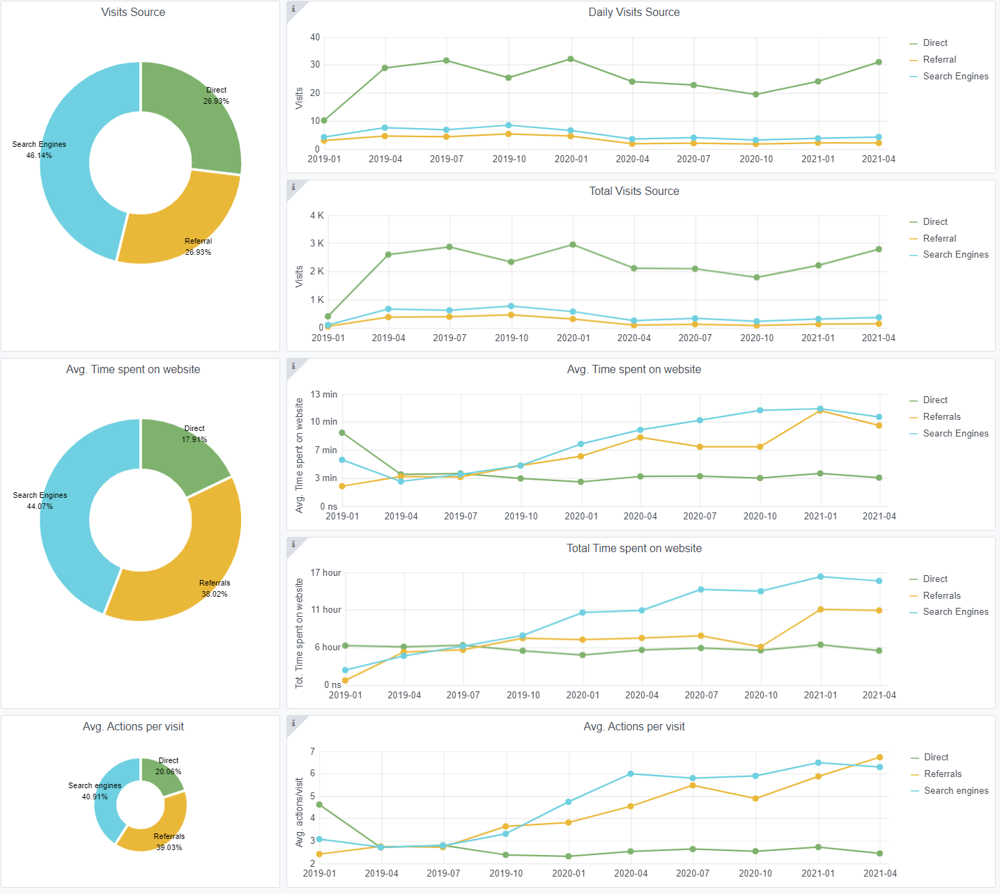 Visits Source
Direct
26.93%
Search Engines
46.14%
Referral
26.93%
i
Daily Visits Source
Visits
40
30
20
10
0
2019-01 2019-04 2019-07 2019-10 2020-01 2020-04 2020-07 2020-10 2021-01 2021-04
Direct
Referral
Search Engines
i
Total Visits Source
Visits
4 K
3 K
2 K
1 K
0
2019-01 2019-04 2019-07 2019-10 2020-01 2020-04 2020-07 2020-10 2021-01 2021-04
Direct
Referral
Search Engines
Avg. Time spent on website
Direct
17.91%
Search Engines
44.07%
Referrals
38.02%
i
Avg. Time spent on website
Avg. Time spent on website
13 min
10 min
7 min
3 min
0 ns
2019-01 2019-04 2019-07 2019-10 2020-01 2020-04 2020-07 2020-10 2021-01 2021-04
Direct
Referrals
Search Engines
i
Total Time spent on website
Tot. Time spent on website
17 hour
11 hour
6 hour
0 ns
2019-01 2019-04 2019-07 2019-10 2020-01 2020-04 2020-07 2020-10 2021-01 2021-04
Direct
Referrals
Search Engines
Avg. Actions per visit
Direct
20.06%
Search engines
40.91%
Referrals
39.03%
i
Avg. Actions per visit
Avg. actions/visit
7
6
5
4
3
2
2019-01 2019-04 2019-07 2019-10 2020-01 2020-04 2020-07 2020-10 2021-01 2021-04
Direct
Referrals
Search engines